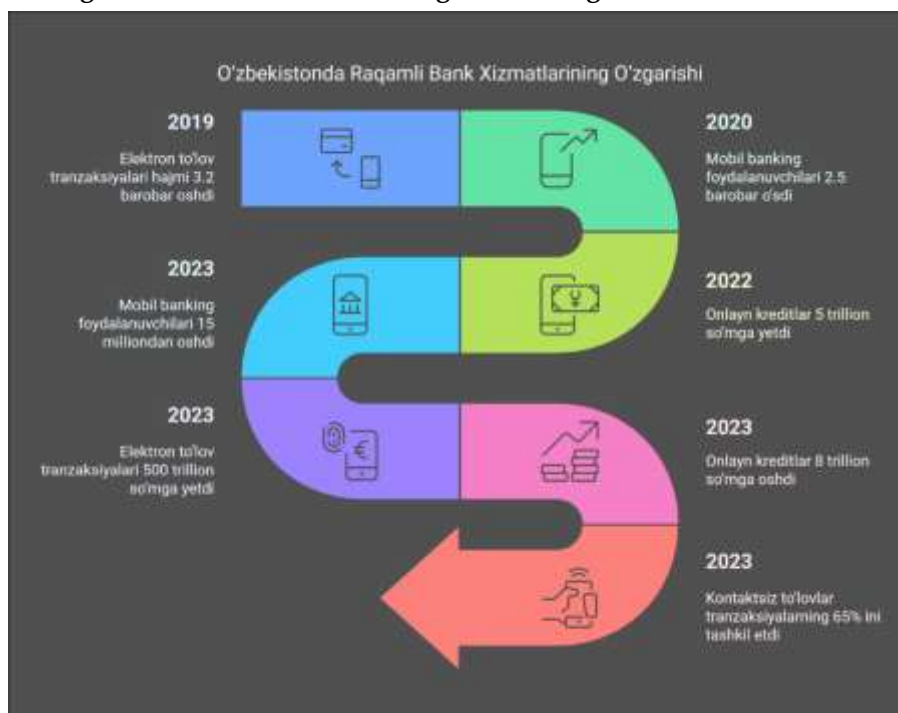 O'zbekistonda Raqamli Bank Xizmatlarining O'zgarishi
2019
Elektron to'lov
tranzaksiyalari hajmi 3.2
barobar oshdi
2020
Mobil banking
foydalanuvchilari 2.5
barobar o'sdi
2022
Onlayn kreditlar 5 trillion
so'mga yetdi
2023
Mobil banking
foydalanuvchilari 15
milliondan oshdi
2023
Elektron to'lov
tranzaksiyalari 500 trillion
so'mga yetdi
2023
Onlayn kreditlar 8 trillion
so'mga oshdi
2023
Kontaktsiz to'lovlar
tranzaksiyalarning 65% ini
tashkil etdi